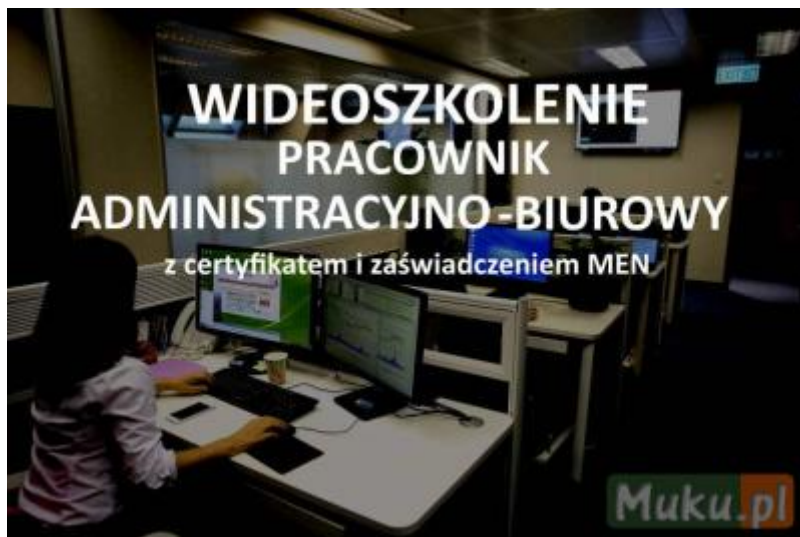 WIDEOSZKOLENIE
PRACOWNIK
ADMINISTRACYJNO-BIUROWY
z certyfikatem i zaświadczeniem MEN
Muku.pl